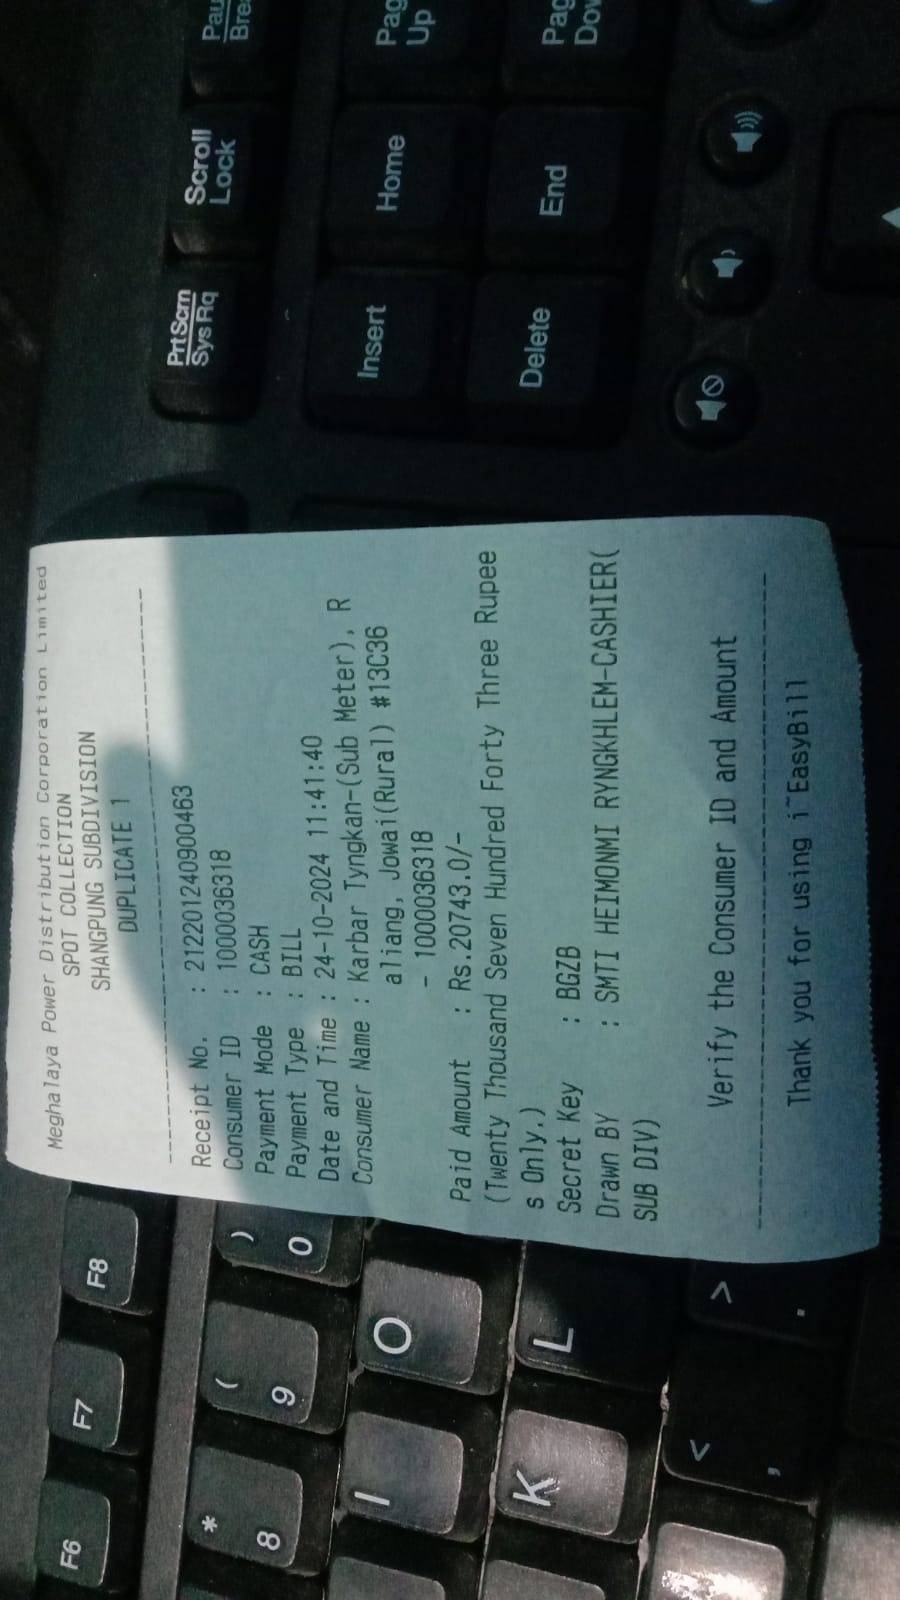 Meghalaya Power Distribution Corporation Limited
SPOT COLLECTION
SHANGPUNG SUBDIVISION
DUPLICATE 1
Receipt No. : 212201240900463
Consumer ID : 1000036318
Payment Mode : CASH
Payment Type : BILL
Date and Time : 24-10-2024 11:41:40
Consumer Name : Karbar Tyngkan-(Sub Meter), R
aliang, Jowai(Rural) #13C36
- 1000036318
Paid Amount : Rs.20743.0/-
(Twenty Thousand Seven Hundred Forty Three Rupee
s Only.)
Secret Key : BGZB
Drawn BY : SMTI HEIMONMI RYNGKHLEM-CASHIER(
SUB DIV)
Verify the Consumer ID and Amount
Thank you for using i~EasyBill
PrtScrn
SysRq
Scroll
Lock
Insert
Home
Pag
Up
Delete
End
Pag
F6
F7
F8
*
8
(
9
)
0
I
O
K
L
<
,
>
.